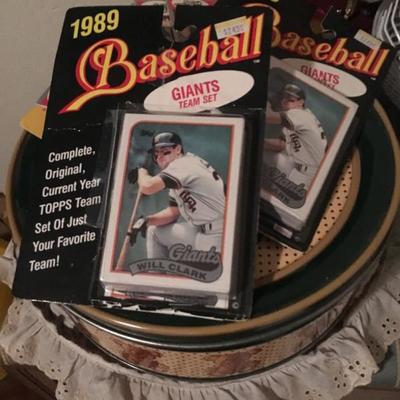 1989
Baseball
GIANTS
TEAM SET
Complete,
Original,
Current Year
TOPPS Team
Set Of Just
Your Favorite
Team!
Topps
Giants
WILL CLARK
Baseball
GIANTS